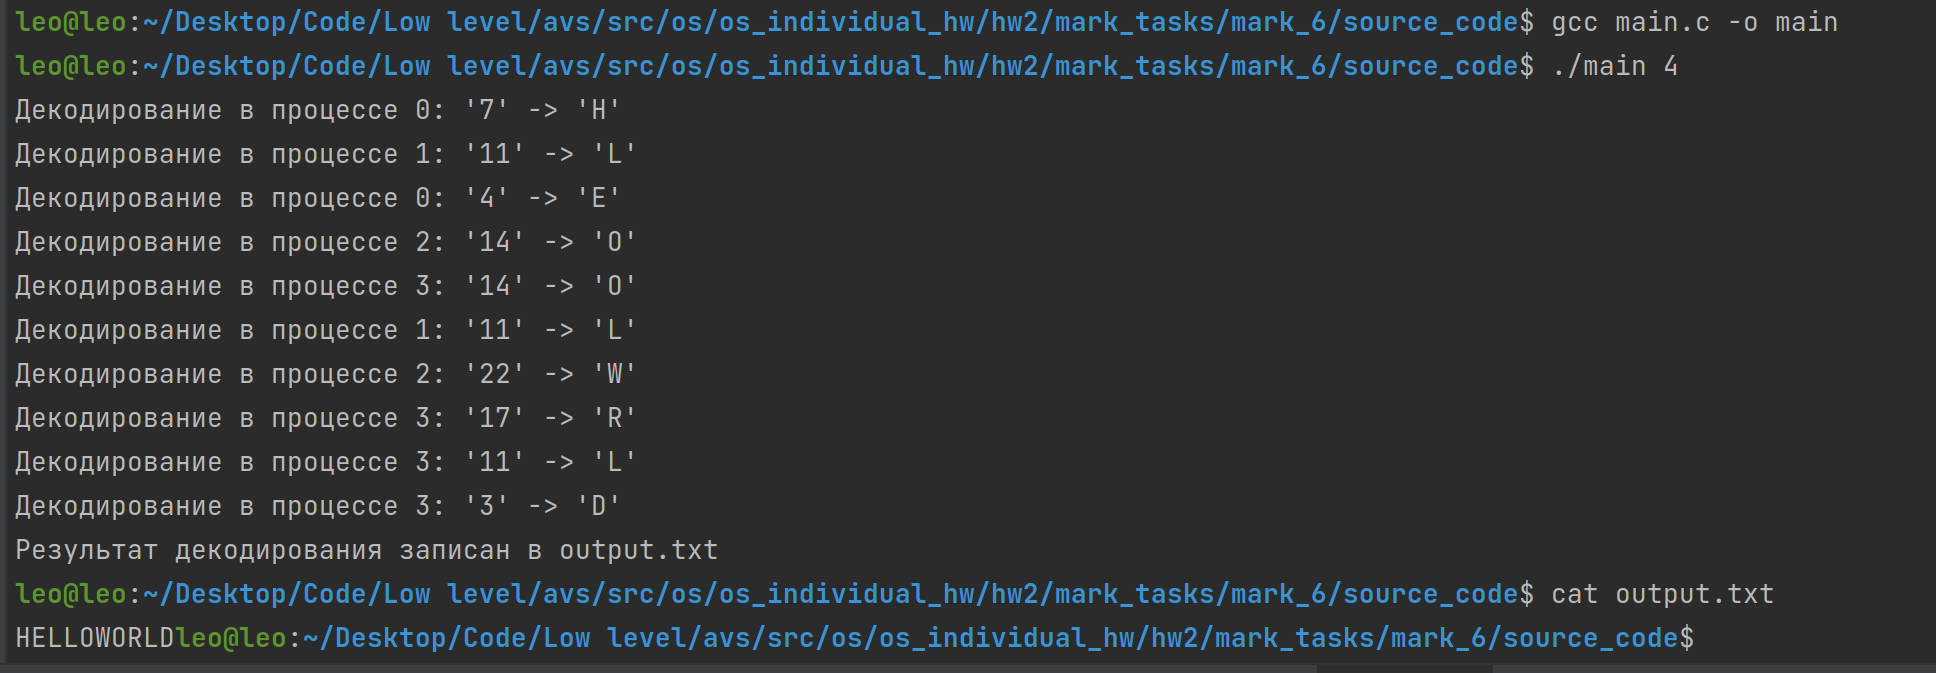 leo@leo:~/Desktop/Code/Low level/avs/src/os/os_individual_hw/hw2/mark_tasks/mark_6/source_code$ gcc main.c -o main
leo@leo:~/Desktop/Code/Low level/avs/src/os/os_individual_hw/hw2/mark_tasks/mark_6/source_code$ ./main 4
Декодирование в процессе 0: '7' -> 'H'
Декодирование в процессе 1: '11' -> 'L'
Декодирование в процессе 0: '4' -> 'E'
Декодирование в процессе 2: '14' -> 'O'
Декодирование в процессе 3: '14' -> 'O'
Декодирование в процессе 1: '11' -> 'L'
Декодирование в процессе 2: '22' -> 'W'
Декодирование в процессе 3: '17' -> 'R'
Декодирование в процессе 3: '11' -> 'L'
Декодирование в процессе 3: '3' -> 'D'
Результат декодирования записан в output.txt
leo@leo:~/Desktop/Code/Low level/avs/src/os/os_individual_hw/hw2/mark_tasks/mark_6/source_code$ cat output.txt
HELLOWORLDleo@leo:~/Desktop/Code/Low level/avs/src/os/os_individual_hw/hw2/mark_tasks/mark_6/source_code$